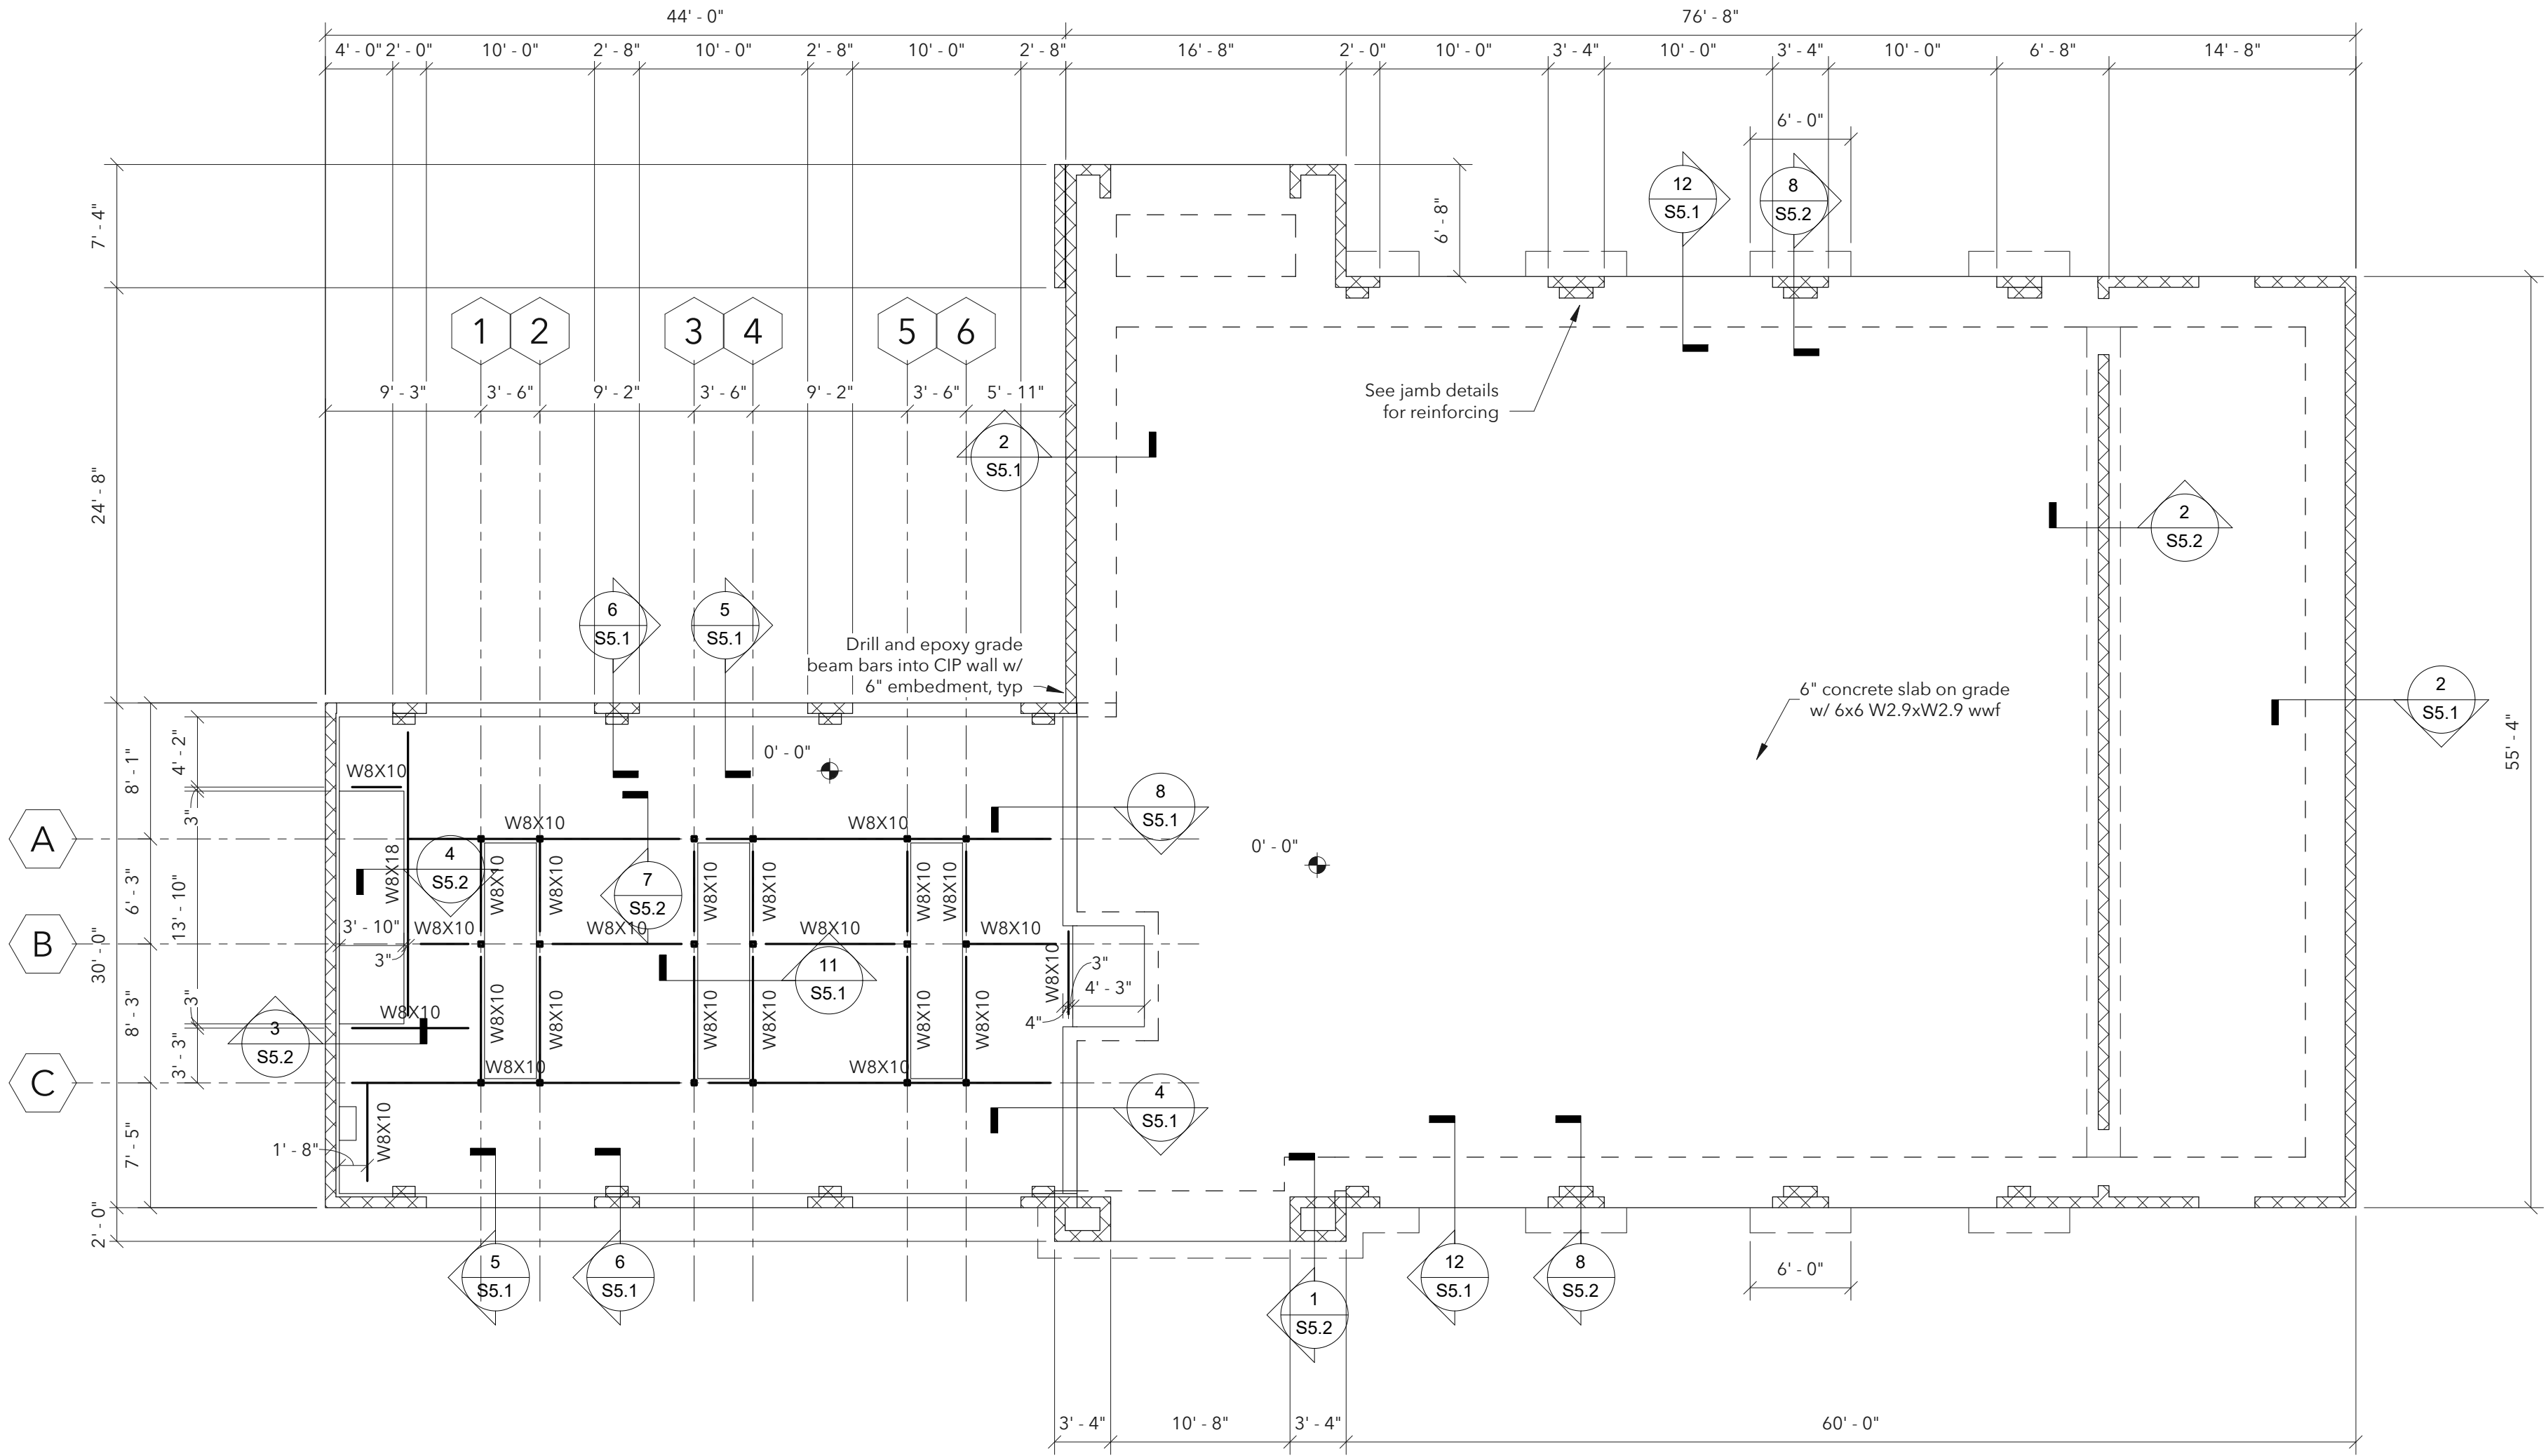 44' - 0"
76' - 8"
4' - 0"
2' - 0"
10' - 0"
2' - 8"
10' - 0"
2' - 8"
10' - 0"
2' - 8"
16' - 8"
2' - 0"
10' - 0"
3' - 4"
10' - 0"
3' - 4"
10' - 0"
6' - 8"
14' - 8"
6' - 0"
7' - 4"
6' - 8"
12
S5.1
8
S5.2
1
2
3
4
5
6
9' - 3"
3' - 6"
9' - 2"
3' - 6"
9' - 2"
3' - 6"
5' - 11"
See jamb details
for reinforcing
2
S5.1
24' - 8"
2
S5.2
6
S5.1
5
S5.1
Drill and epoxy grade
beam bars into CIP wall w/
6" embedment, typ
6" concrete slab on grade
w/ 6x6 W2.9xW2.9 wwf
2
S5.1
55' - 4"
8' - 1"
4' - 2"
3"
W8X10
0' - 0"
8
S5.1
0' - 0"
A
W8X10
W8X10
6' - 3"
13' - 10"
W8X18
4
S5.2
W8X10
W8X10
7
S5.2
W8X10
W8X10
W8X10
W8X10
B
30' - 0"
3' - 10"
3"
W8X10
W8X10
W8X10
W8X10
11
S5.1
W8X10
3"
4' - 3"
4"
8' - 3"
3"
3' - 3"
W8X10
3
S5.2
W8X10
W8X10
W8X10
W8X10
W8X10
W8X10
C
W8X10
W8X10
4
S5.1
7' - 5"
W8X10
1' - 8"
2' - 0"
5
S5.1
6
S5.1
1
S5.2
12
S5.1
8
S5.2
6' - 0"
3' - 4"
10' - 8"
3' - 4"
60' - 0"